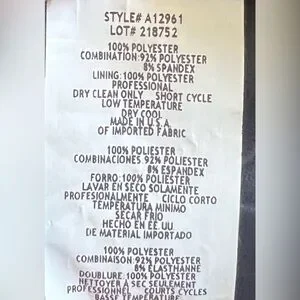 STYLE# A12961
LOT# 218752
100% POLYESTER
COMBINATION:92% POLYESTER
8% SPANDEX
LINING:100% POLYESTER
PROFESSIONAL
DRY CLEAN ONLY SHORT CYCLE
LOW TEMPERATURE
DRY COOL
MADE IN U.S.A.
OF IMPORTED FABRIC
100% POLIESTER
COMBINACIONES 92% POLIESTER
8% ESPANDEX
FORRO:100% POLIESTER
LAVAR EN SECO SOLAMENTE
PROFESIONALMENTE CICLO CORTO
TEMPERATURA MINIMO
SECAR FRIO
HECHO EN EE.UU
DE MATERIAL IMPORTADO
100% POLYESTER
COMBINAISON:92% POLYESTER
8% ELASTHANNE
DOUBLURE:100% POLYESTER
NETTOYER A SEC SEULEMENT
PROFESSIONNEL COURTS CYCLES
BASSE TEMPERATURE